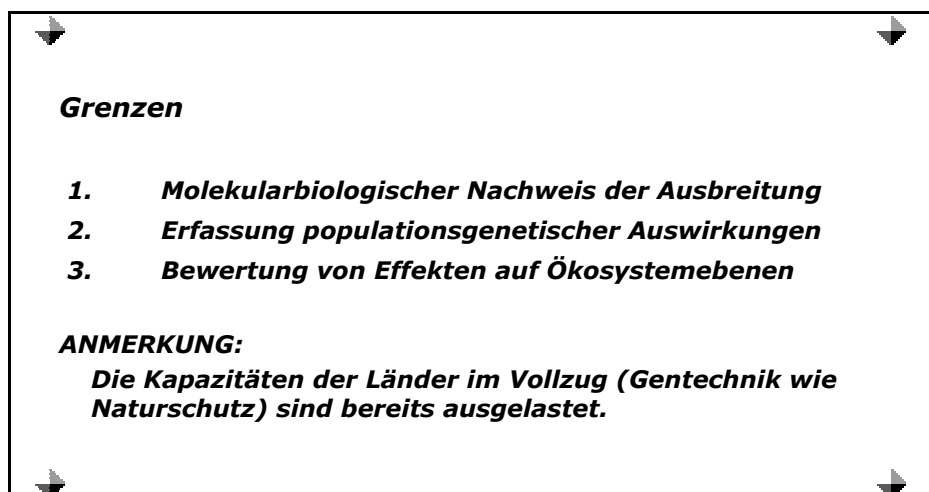 Grenzen
1. Molekularbiologischer Nachweis der Ausbreitung
2. Erfassung populationsgenetischer Auswirkungen
3. Bewertung von Effekten auf Ökosystemebenen
ANMERKUNG:
Die Kapazitäten der Länder im Vollzug (Gentechnik wie
Naturschutz) sind bereits ausgelastet.